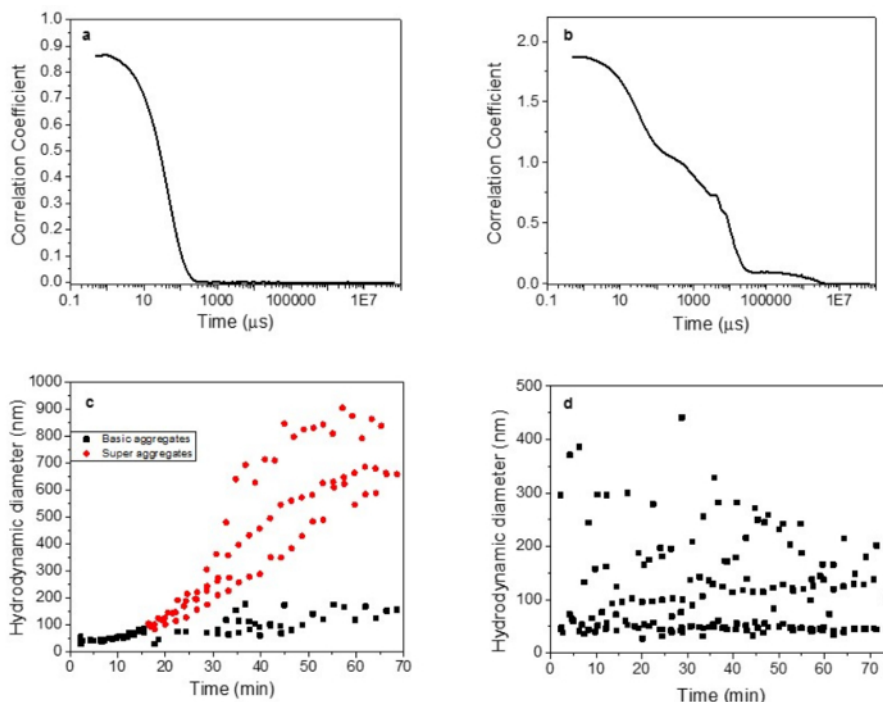 a
1.0
0.9
0.8
0.7
0.6
0.5
0.4
0.3
0.2
0.1
0.0
0.1 10 1000 100000 1E7
Correlation Coefficient
Time (μs)
b
2.0
1.5
1.0
0.5
0.0
0.1 10 1000 100000 1E7
Correlation Coefficient
Time (μs)
c
1000
900
800
700
600
500
400
300
200
100
0
0 10 20 30 40 50 60 70
Basic aggregates
Super aggregates
Hydrodynamic diameter (nm)
Time (min)
d
500
400
300
200
100
50
0
0 10 20 30 40 50 60 70
Hydrodynamic diameter (nm)
Time (min)